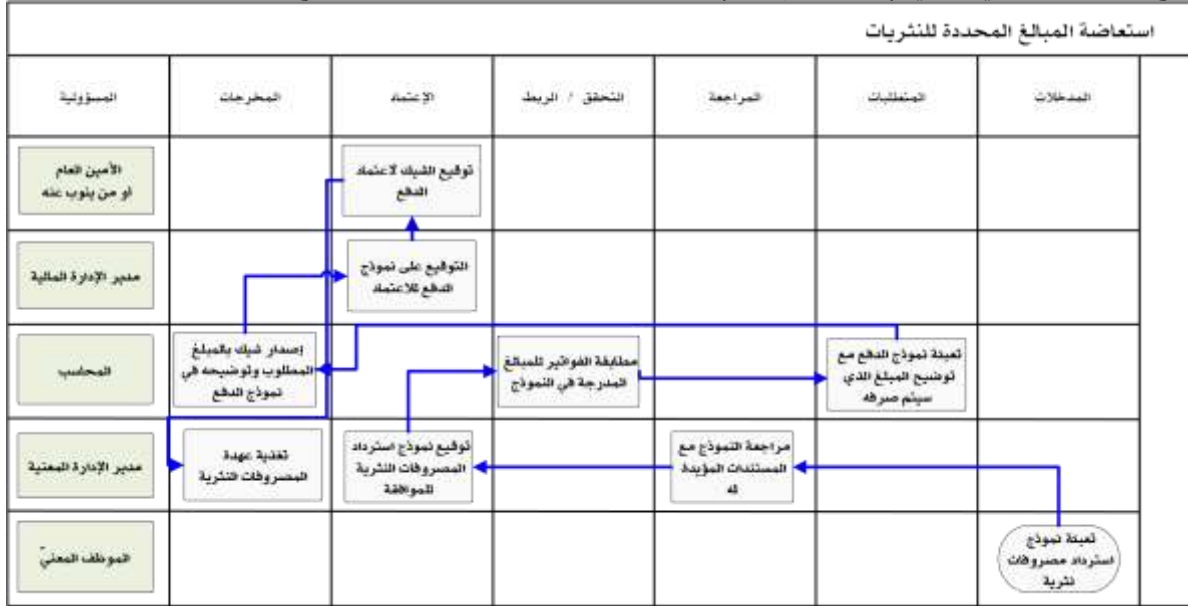 استعاضة المبالغ المحددة للنثريات
المدخلات
المتطلبات
المراجعة
التحقق / الربط
الإعتماد
المخرجات
المسؤولية
توقيع الشيك لاعتماد
الدفع
الأمين العام
او من ينوب عنه
التوقيع على نموذج
الدفع للاعتماد
مدير الإدارة المالية
تعبئة نموذج الدفع مع
توضيح المبلغ الذي
سيتم صرفه
مطابقة الفواتير للمبالغ
المدرجة في النموذج
إصدار شيك بالمبلغ
المطلوب وتوضيحه في
نموذج الدفع
المحاسب
مراجعة النموذج مع
المستندات المؤيدة
له
توقيع نموذج استرداد
المصروفات النثرية
للموافقة
تغذية عهدة
المصروفات النثرية
مدير الإدارة المعنية
تعبئة نموذج
استرداد مصروفات
نثرية
الموظف المعنيّ